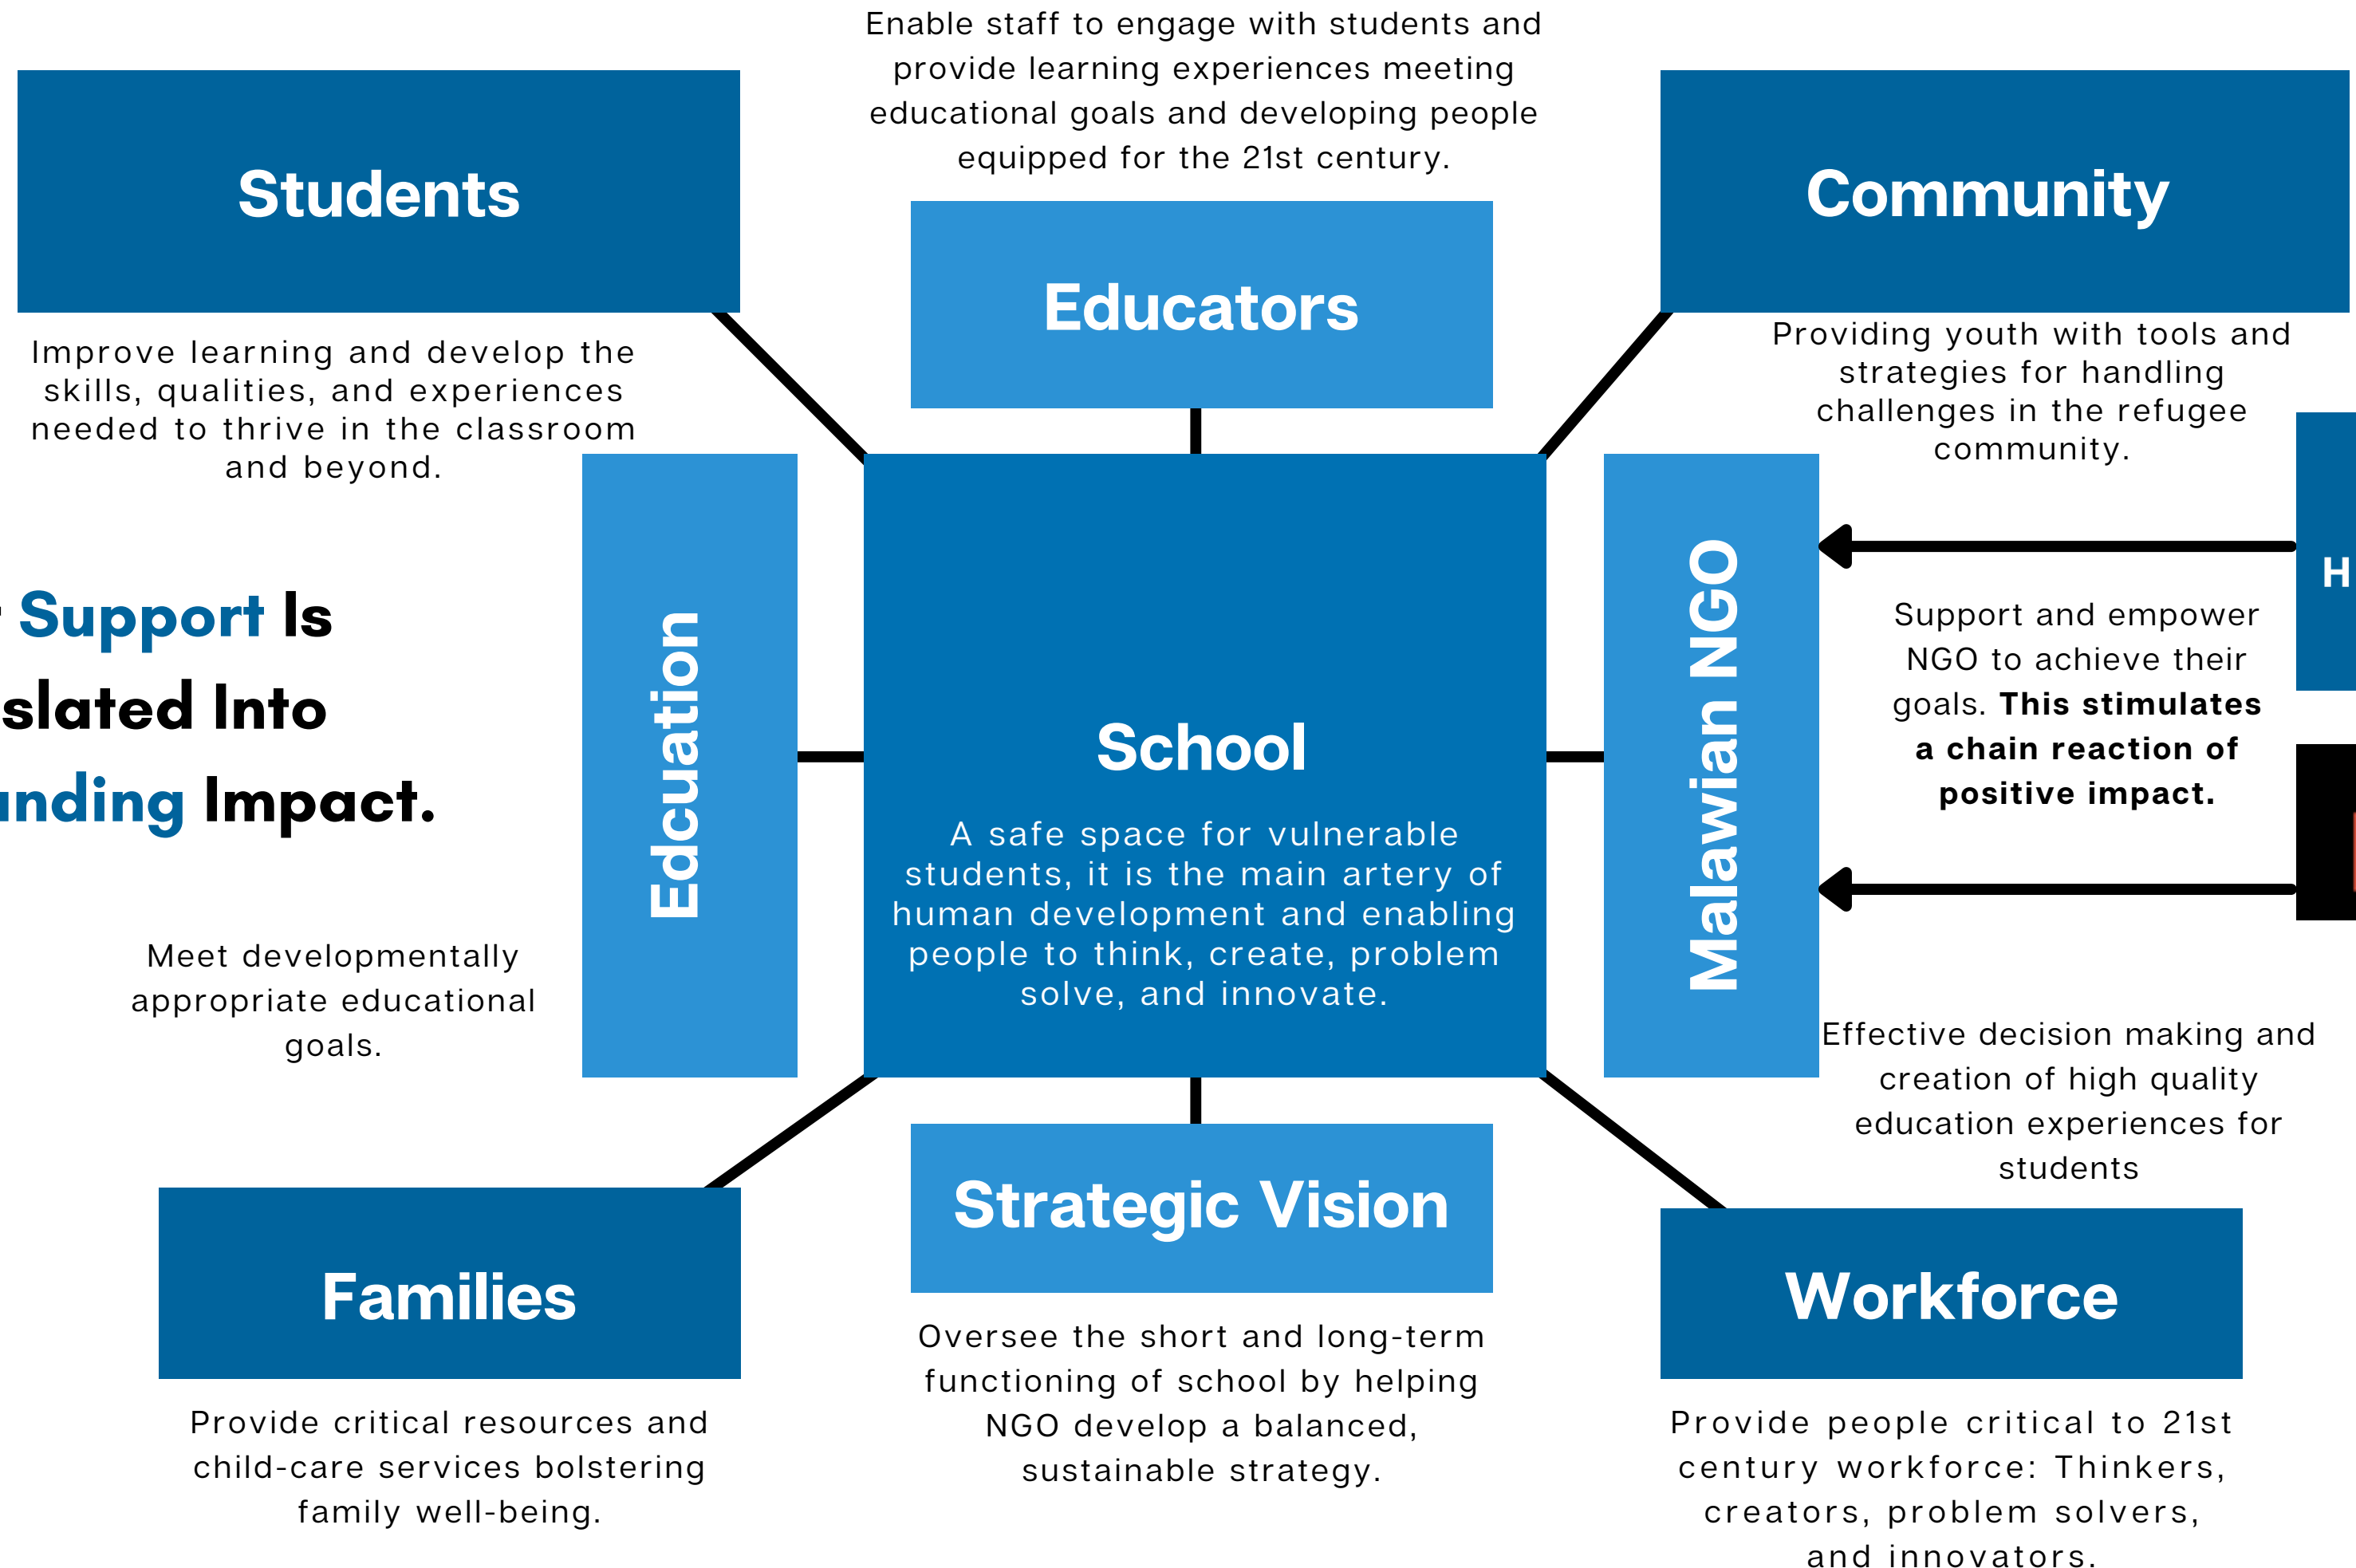 Enable staff to engage with students and
provide learning experiences meeting
educational goals and developing people
equipped for the 21st century.
Students
Educators
Community
Improve learning and develop the
skills, qualities, and experiences
needed to thrive in the classroom
and beyond.
Providing youth with tools and
strategies for handling
challenges in the refugee
community.
Support Is
slated Into
nding Impact.
Edcuation
School
A safe space for vulnerable
students, it is the main artery of
human development and enabling
people to think, create, problem
solve, and innovate.
Malawian NGO
H
Support and empower
NGO to achieve their
goals. This stimulates
a chain reaction of
positive impact.
Meet developmentally
appropriate educational
goals.
Effective decision making and
creation of high quality
education experiences for
students
Families
Strategic Vision
Workforce
Provide critical resources and
child-care services bolstering
family well-being.
Oversee the short and long-term
functioning of school by helping
NGO develop a balanced,
sustainable strategy.
Provide people critical to 21st
century workforce: Thinkers,
creators, problem solvers,
and innovators.